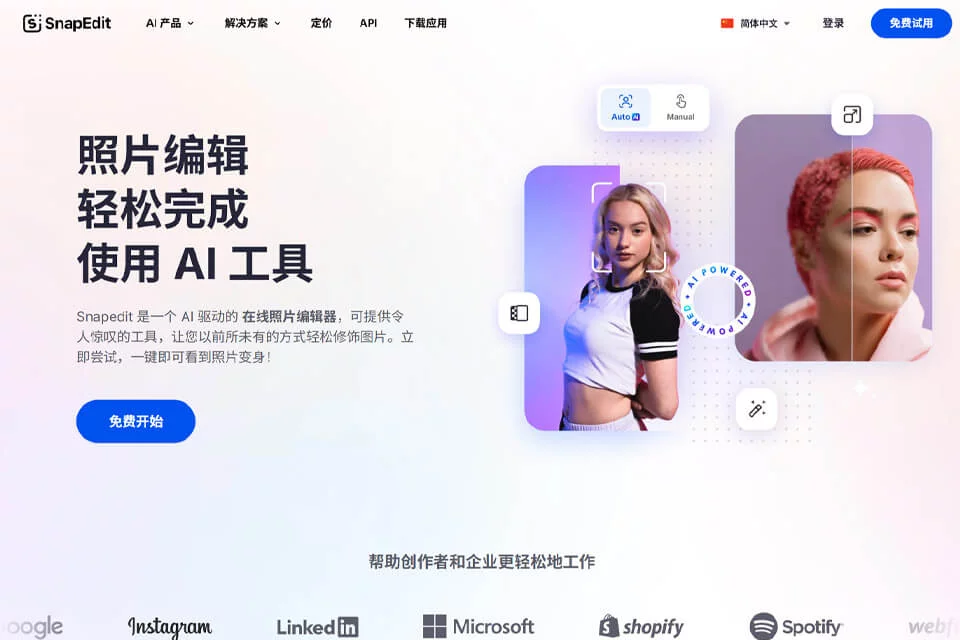 SnapEdit
AI 产品
解决方案
定价
API
下载应用
简体中文
登录
免费试用
Auto AI
Manual
照片编辑
轻松完成
使用 AI 工具
AI POWERED • AI POWERED •
Snapedit 是一个 AI 驱动的 在线照片编辑器，可提供令
人惊叹的工具，让您以前所未有的方式轻松修饰图片。立
即尝试，一键即可看到照片变身！
免费开始
帮助创作者和企业更轻松地工作
oogle
Instagram
LinkedIn
Microsoft
shopify
Spotify
webf